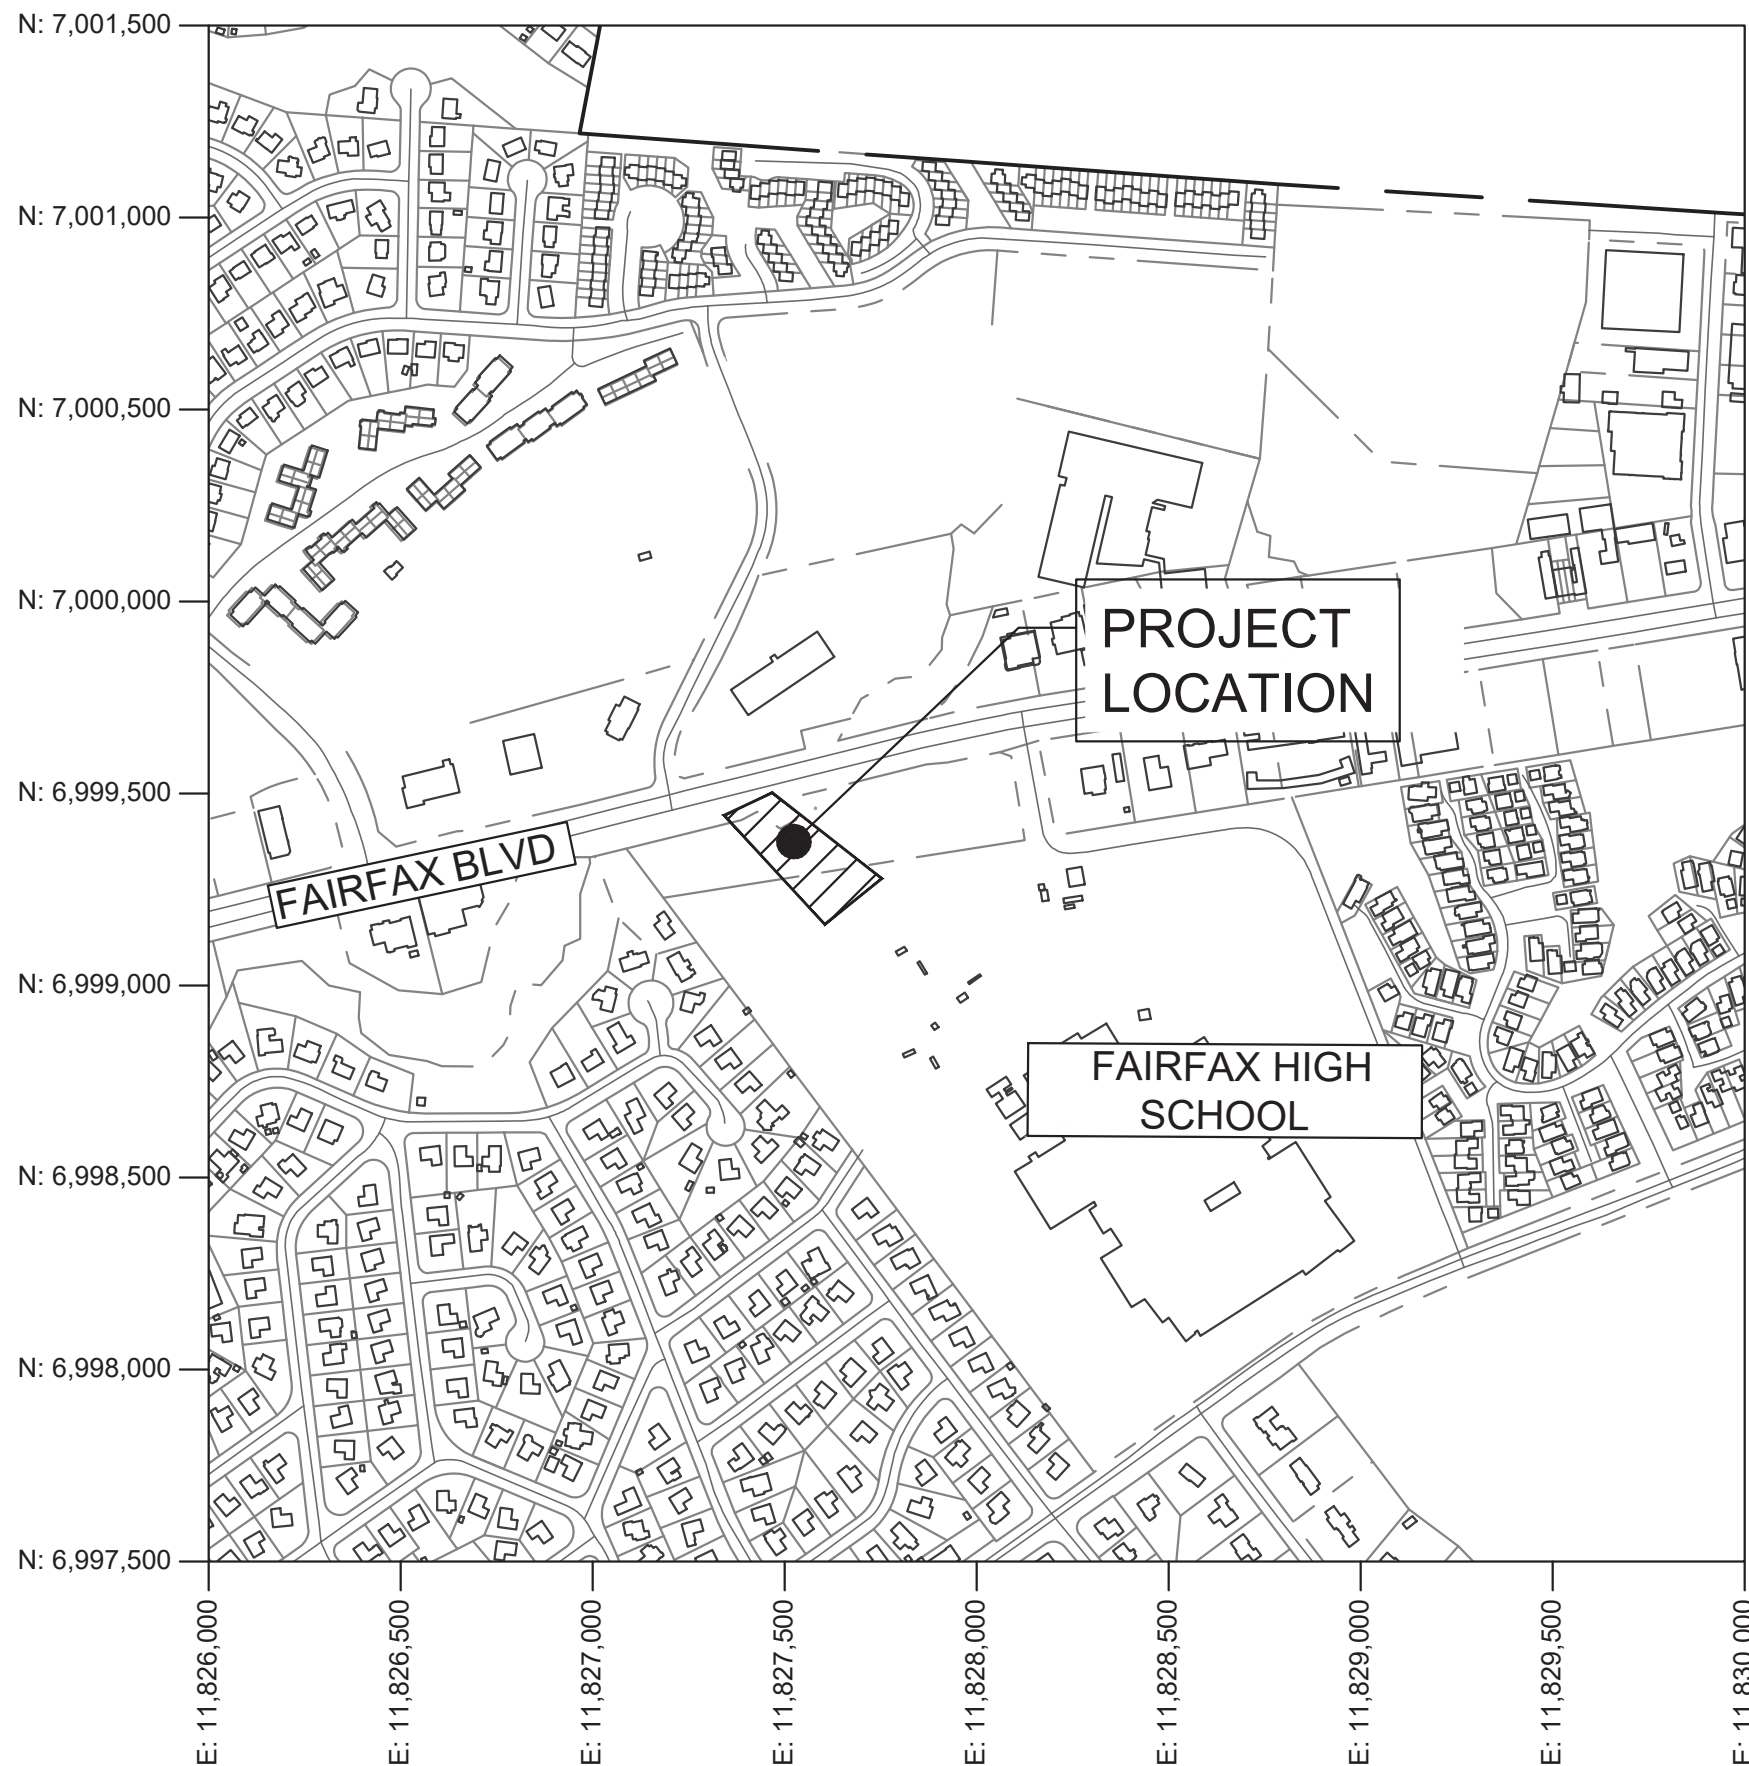 N: 7,001,500
N: 7,001,000
N: 7,000,500
N: 7,000,000
PROJECT
LOCATION
N: 6,999,500
FAIRFAX BLVD
N: 6,999,000
FAIRFAX HIGH
SCHOOL
N: 6,998,500
N: 6,998,000
N: 6,997,500
E: 11,826,000
E: 11,826,500
E: 11,827,000
E: 11,827,500
E: 11,828,000
E: 11,828,500
E: 11,829,000
E: 11,829,500
E: 11,830,000